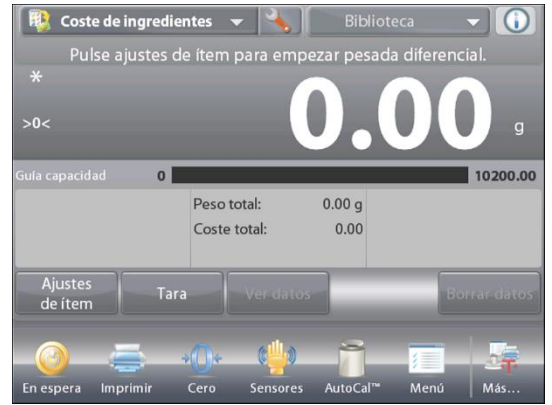 Coste de ingredientes
Biblioteca
Pulse ajustes de ítem para empezar pesada diferencial.
*
>0<
0.00 g
Guía capacidad 0 10200.00
Peso total: 0.00 g
Coste total: 0.00
Ajustes de ítem
Tara
Ver datos
Borrar datos
En espera
Imprimir
Cero
Sensores
AutoCal™
Menú
Más...